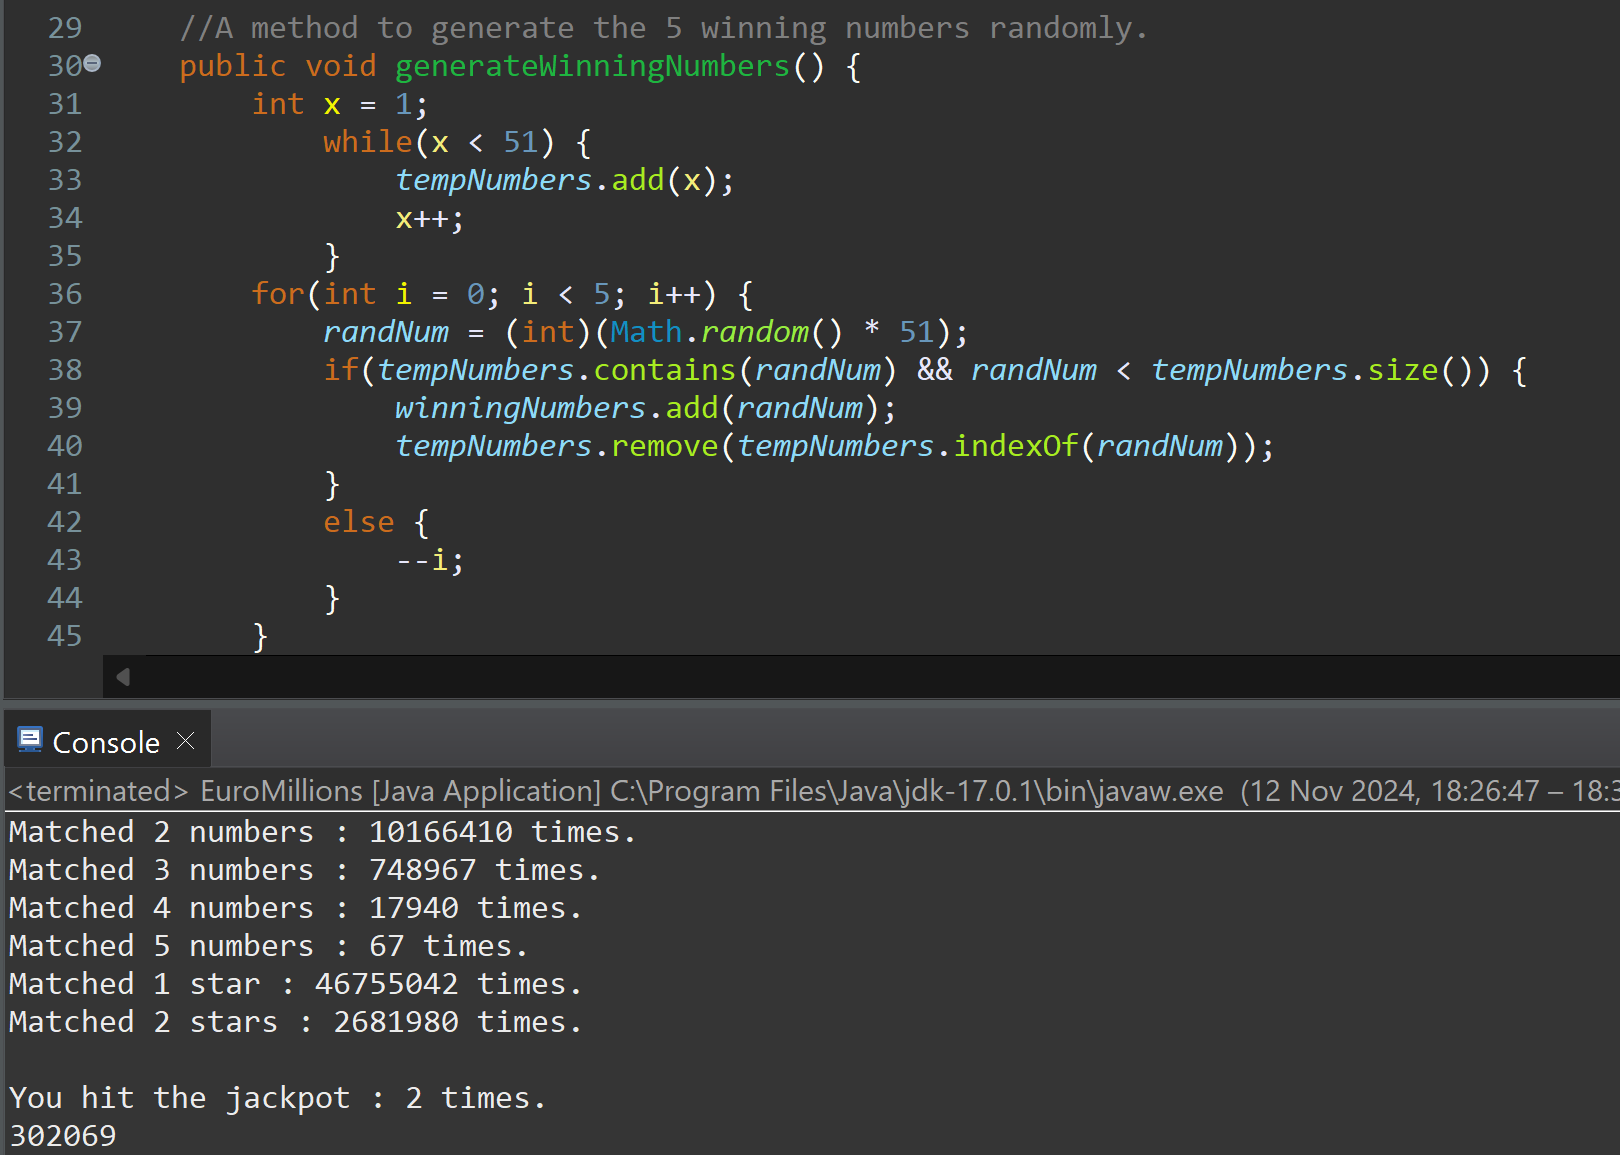 29 //A method to generate the 5 winning numbers randomly.
30 public void generateWinningNumbers() {
31 int x = 1;
32 while(x < 51) {
33 tempNumbers.add(x);
34 x++;
35 }
36 for(int i = 0; i < 5; i++) {
37 randNum = (int)(Math.random() * 51);
38 if(tempNumbers.contains(randNum) && randNum < tempNumbers.size()) {
39 winningNumbers.add(randNum);
40 tempNumbers.remove(tempNumbers.indexOf(randNum));
41 }
42 else {
43 --i;
44 }
45 }
Console
<terminated> EuroMillions [Java Application] C:\Program Files\Java\jdk-17.0.1\bin\javaw.exe (12 Nov 2024, 18:26:47 – 18:3
Matched 2 numbers : 10166410 times.
Matched 3 numbers : 748967 times.
Matched 4 numbers : 17940 times.
Matched 5 numbers : 67 times.
Matched 1 star : 46755042 times.
Matched 2 stars : 2681980 times.
You hit the jackpot : 2 times.
302069